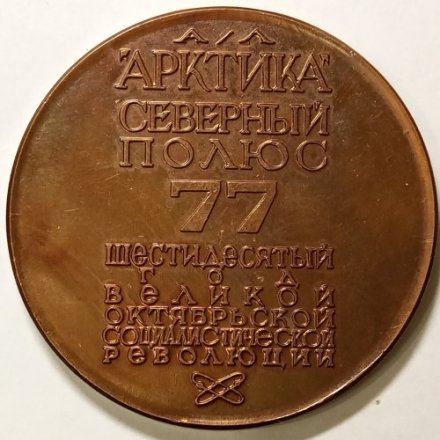 А/Л
"АРКТИКА"
СЕВЕРНЫЙ
ПОЛЮС
77
ШЕСТИДЕСЯТЫЙ
ГОД
ВЕЛИКОЙ
ОКТЯБРЬСКОЙ
СОЦИАЛИСТИЧЕСКОЙ
РЕВОЛЮЦИИ